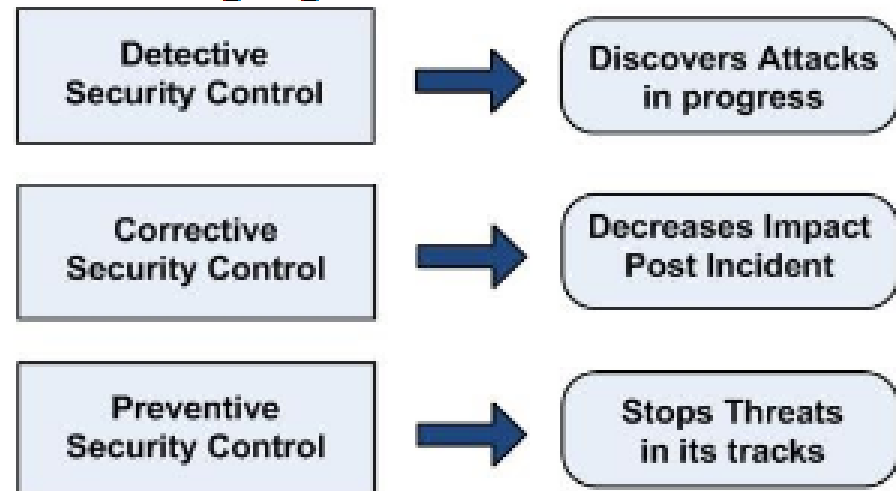 Detective
Security Control
Discovers Attacks
in progress
Corrective
Security Control
Decreases Impact
Post Incident
Preventive
Security Control
Stops Threats
in its tracks